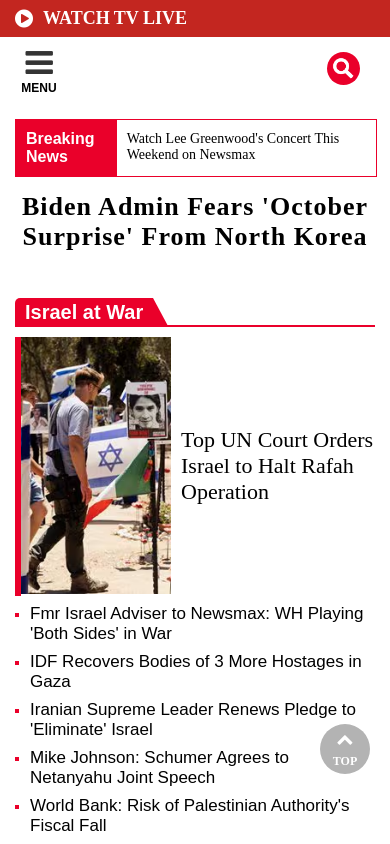 WATCH TV LIVE
MENU
Breaking
News
Watch Lee Greenwood's Concert This
Weekend on Newsmax
Biden Admin Fears 'October
Surprise' From North Korea
Israel at War
Top UN Court Orders
Israel to Halt Rafah
Operation
Fmr Israel Adviser to Newsmax: WH Playing
'Both Sides' in War
IDF Recovers Bodies of 3 More Hostages in
Gaza
Iranian Supreme Leader Renews Pledge to
'Eliminate' Israel
Mike Johnson: Schumer Agrees to
Netanyahu Joint Speech
TOP
World Bank: Risk of Palestinian Authority's
Fiscal Fall